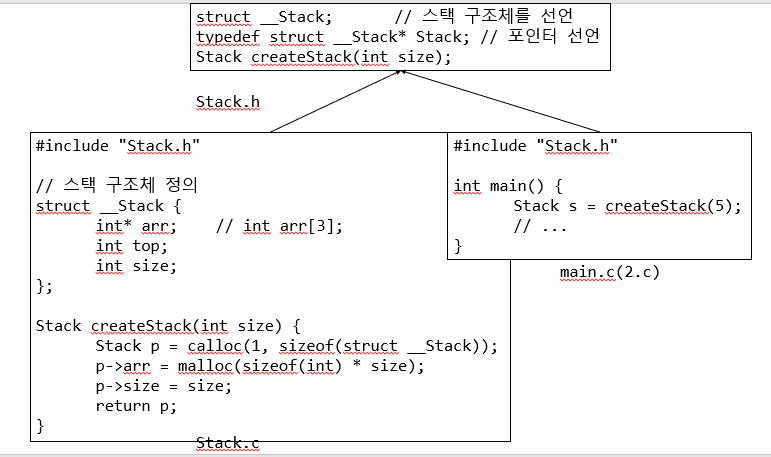 struct __Stack; // 스택 구조체를 선언
typedef struct __Stack* Stack; // 포인터 선언
Stack createStack(int size);
Stack.h
#include "Stack.h"
// 스택 구조체 정의
struct __Stack {
int* arr; // int arr[3];
int top;
int size;
};
Stack createStack(int size) {
Stack p = calloc(1, sizeof(struct __Stack));
p->arr = malloc(sizeof(int) * size);
p->size = size;
return p;
}
Stack.c
#include "Stack.h"
int main() {
Stack s = createStack(5);
// ...
}
main.c(2.c)